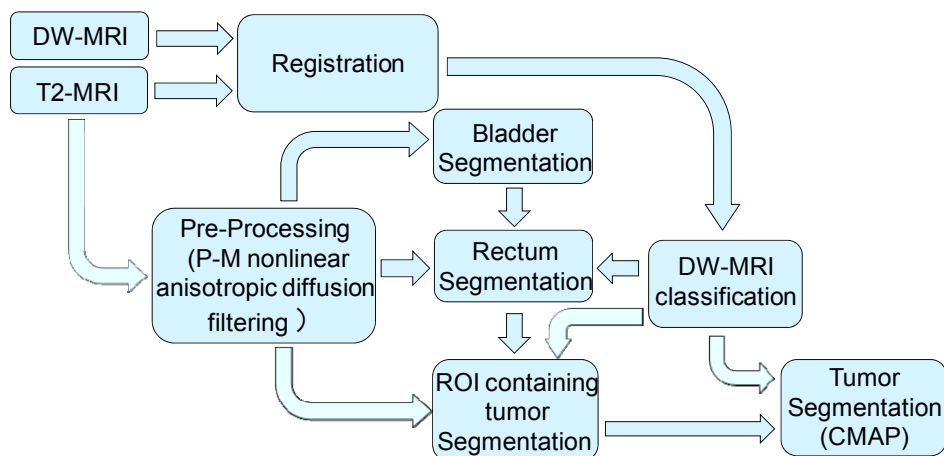 DW-MRI
T2-MRI
Registration
Bladder
Segmentation
Pre-Processing
(P-M nonlinear
anisotropic diffusion
filtering ）
Rectum
Segmentation
DW-MRI
classification
ROI containing
tumor
Segmentation
Tumor
Segmentation
(CMAP)